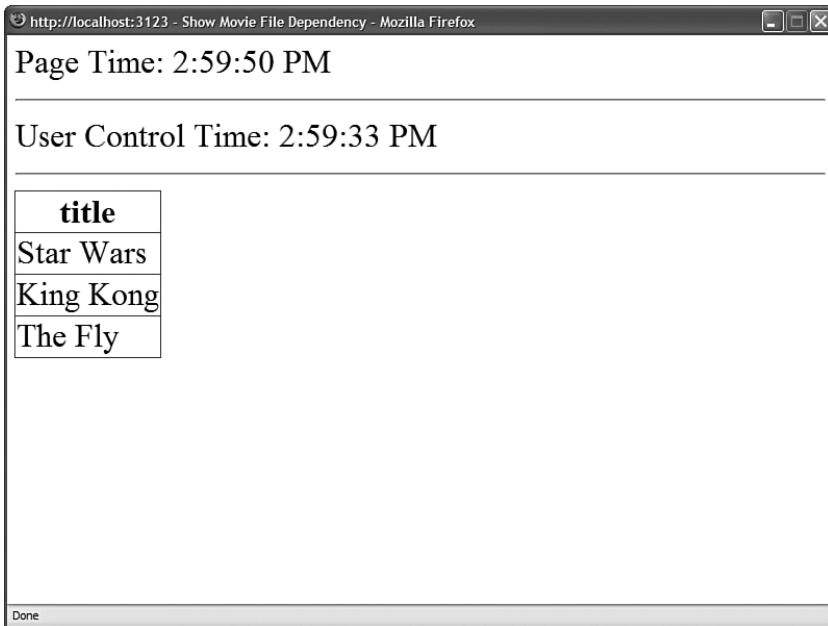 http://localhost:3123 - Show Movie File Dependency - Mozilla Firefox
Page Time: 2:59:50 PM
User Control Time: 2:59:33 PM
title
Star Wars
King Kong
The Fly
Done